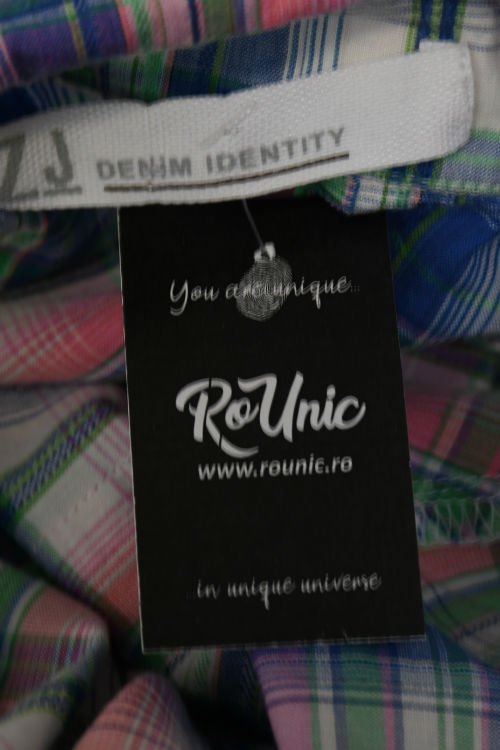 ZJ DENIM IDENTITY
You are unique...
RoUnic
www.rounic.ro
...in unique universe